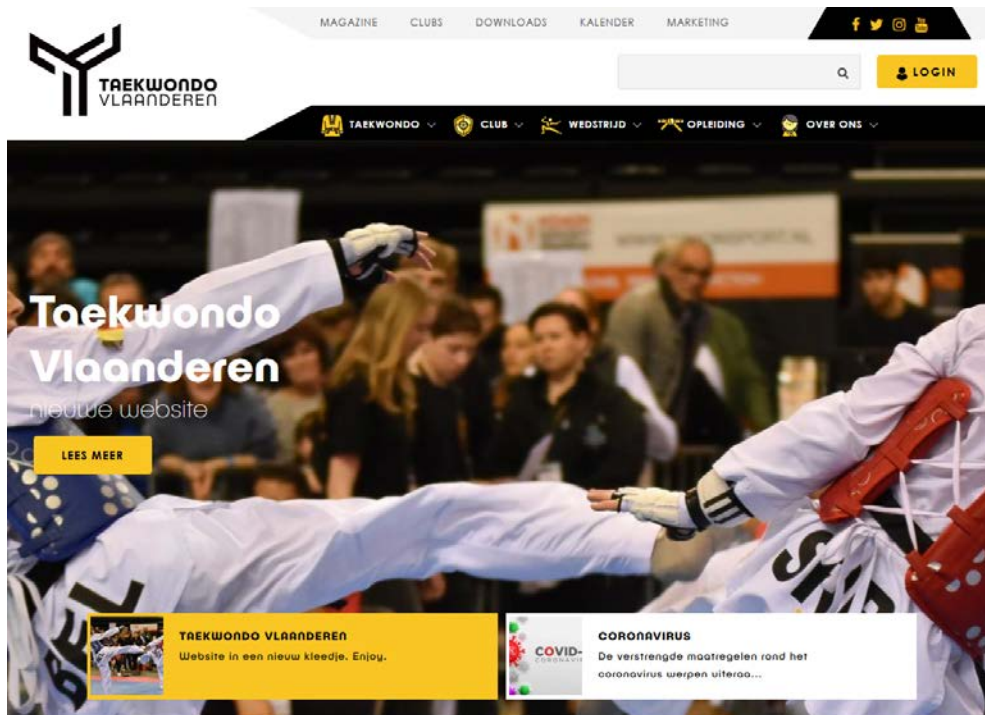 MAGAZINE CLUBS DOWNLOADS KALENDER MARKETING
TAEKWONDO
VLAANDEREN
LOGIN
TAEKWONDO CLUB WEDSTRIJD OPLEIDING OVER ONS
Taekwondo
Vlaanderen
nieuwe website
LEES MEER
BEL
TAEKWONDO VLAANDEREN
Website in een nieuw kleedje. Enjoy.
COVID-
CORONAVI
CORONAVIRUS
De verstrengde maatregelen rond het
coronavirus werpen uiteraa...